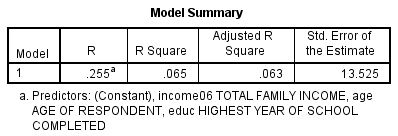 Model Summary
Model R R Square Adjusted R Square Std. Error of the Estimate
1 .255a .065 .063 13.525
a. Predictors: (Constant), income06 TOTAL FAMILY INCOME, age
AGE OF RESPONDENT, educ HIGHEST YEAR OF SCHOOL
COMPLETED